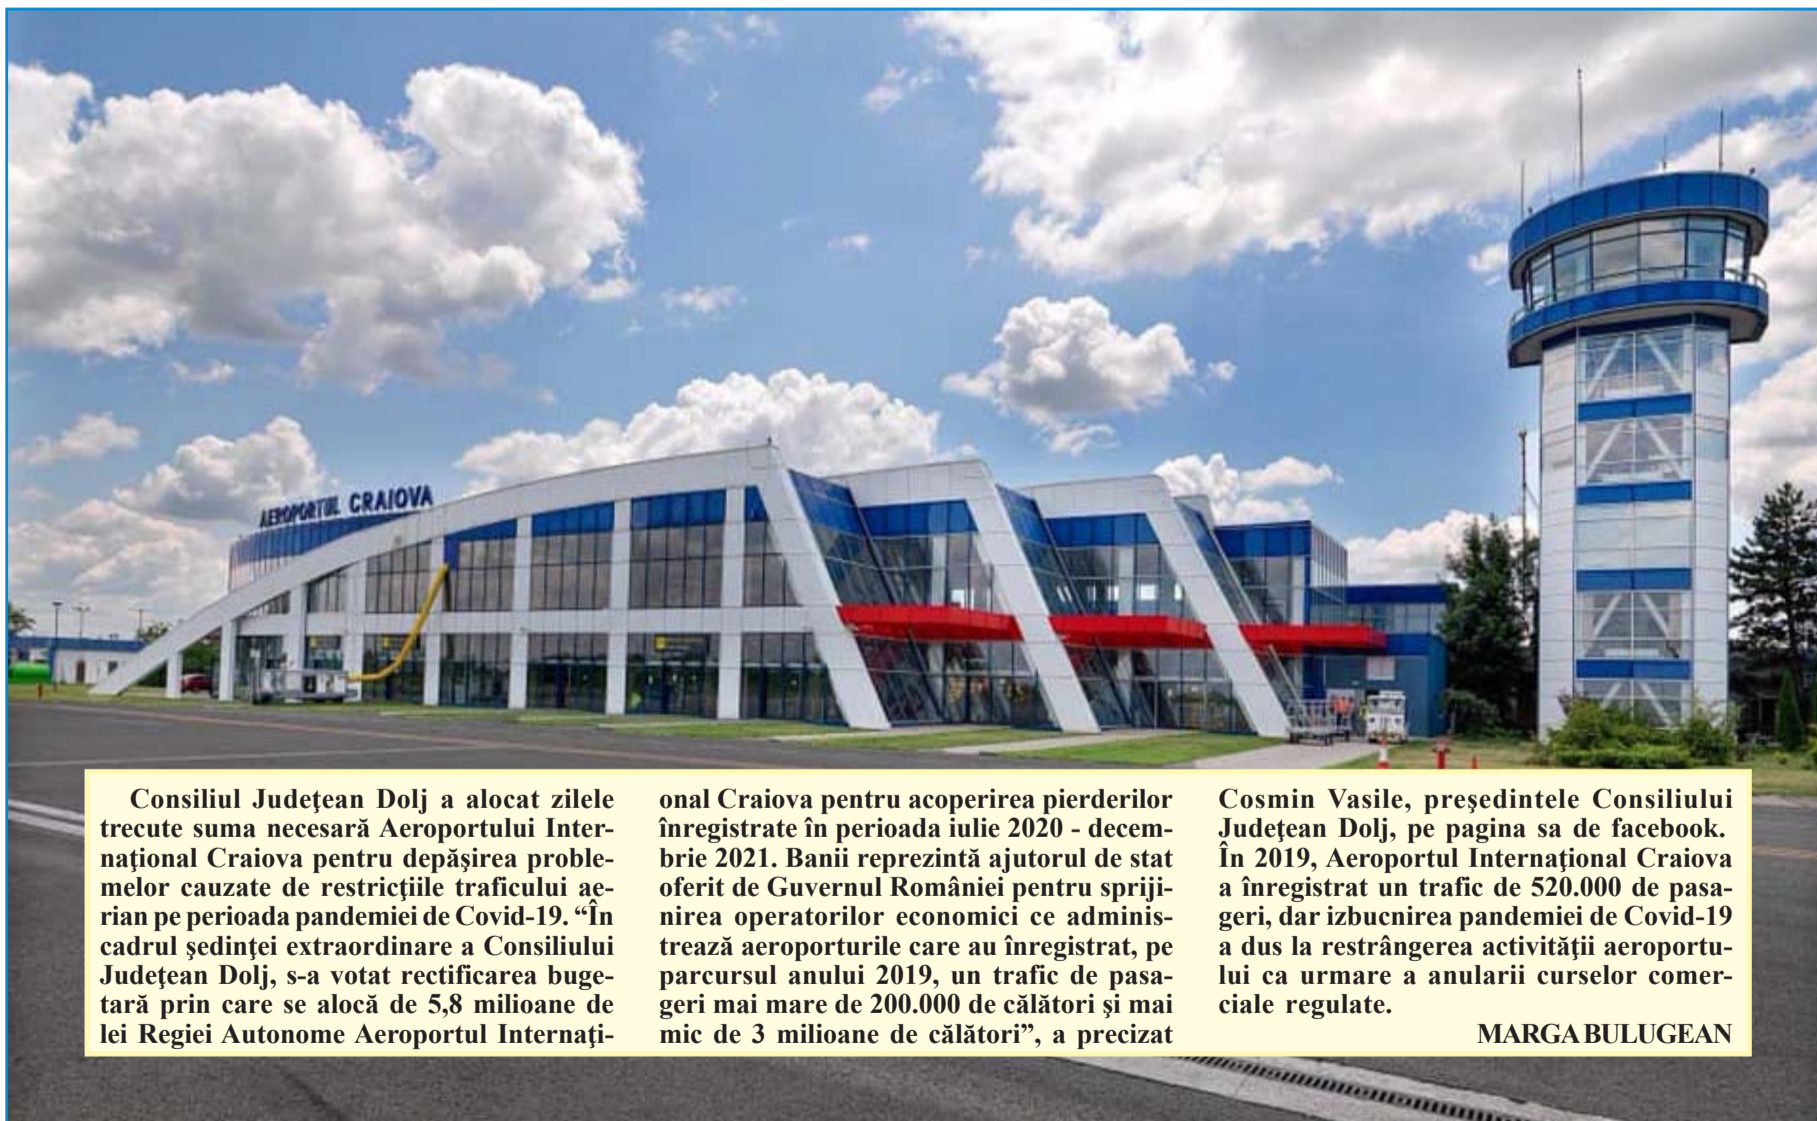 AEROPORTUL CRAIOVA
Consiliul Judeţean Dolj a alocat zilele
trecute suma necesară Aeroportului Inter-
naţional Craiova pentru depăşirea proble-
melor cauzate de restricţiile traficului ae-
rian pe perioada pandemiei de Covid-19. “În
cadrul şedinţei extraordinare a Consiliului
Judeţean Dolj, s-a votat rectificarea buge-
tară prin care se alocă de 5,8 milioane de
lei Regiei Autonome Aeroportul Internaţi-
onal Craiova pentru acoperirea pierderilor
înregistrate în perioada iulie 2020 - decem-
brie 2021. Banii reprezintă ajutorul de stat
oferit de Guvernul României pentru spriji-
nirea operatorilor economici ce adminis-
trează aeroporturile care au înregistrat, pe
parcursul anului 2019, un trafic de pasa-
geri mai mare de 200.000 de călători şi mai
mic de 3 milioane de călători”, a precizat
Cosmin Vasile, preşedintele Consiliului
Judeţean Dolj, pe pagina sa de facebook.
În 2019, Aeroportul Internaţional Craiova
a înregistrat un trafic de 520.000 de pasa-
geri, dar izbucnirea pandemiei de Covid-19
a dus la restrângerea activităţii aeroportu-
lui ca urmare a anularii curselor comer-
ciale regulate.
MARGA BULUGEAN